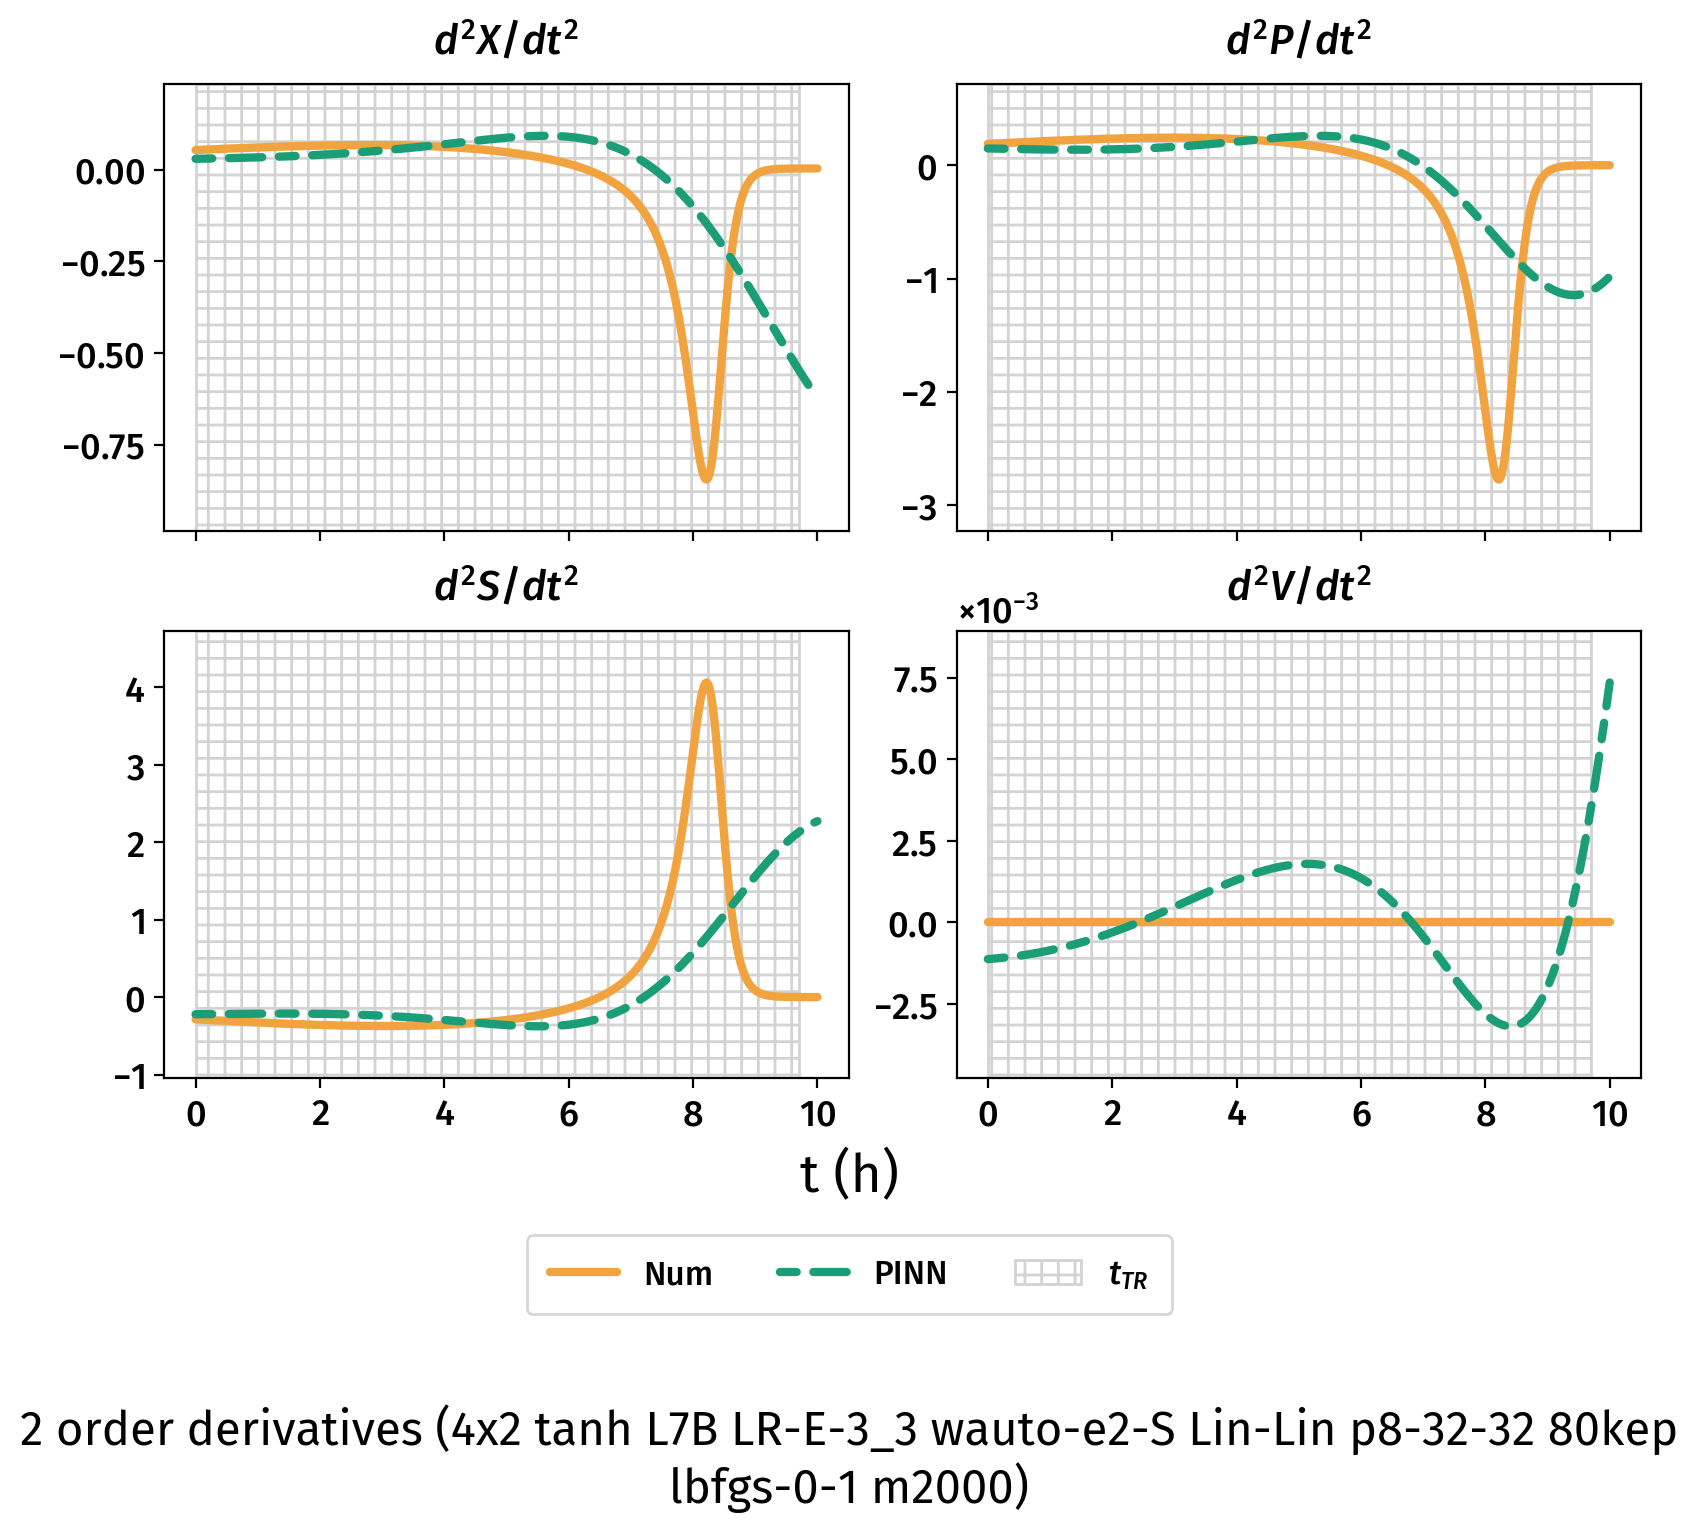 d²X/dt²
d²P/dt²
0.00
−0.25
−0.50
−0.75
0
−1
−2
−3
d²S/dt²
d²V/dt²
×10⁻³
4
3
2
1
0
−1
7.5
5.0
2.5
0.0
−2.5
0 2 4 6 8 10
0 2 4 6 8 10
t (h)
Num PINN t_TR
2 order derivatives (4x2 tanh L7B LR-E-3_3 wauto-e2-S Lin-Lin p8-32-32 80kep
lbfgs-0-1 m2000)